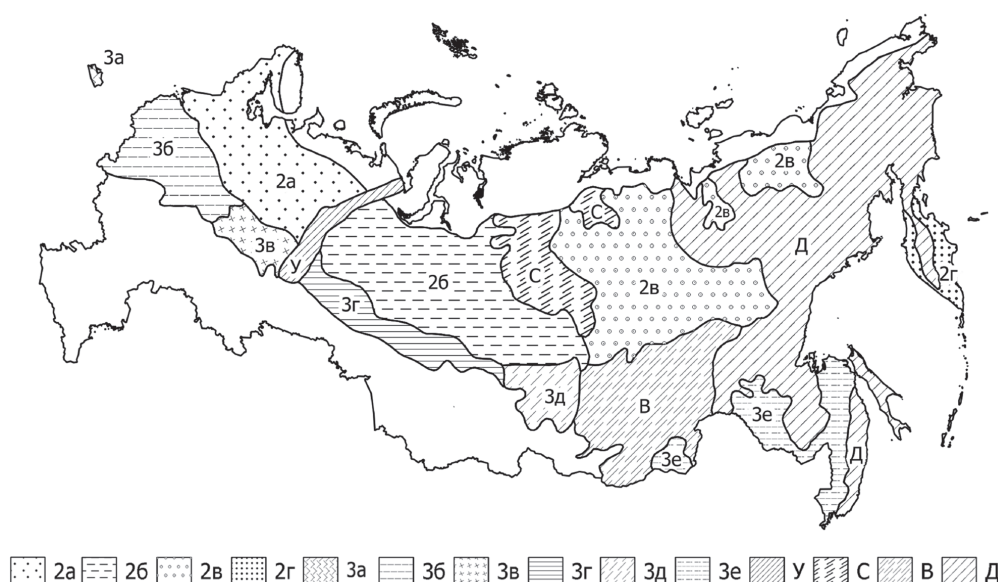 3а
3б
2а
2в
2в
С
3в
У
Д
2г
2б
С
2в
3г
3д
В
3е
3е
Д
2а 2б 2в 2г 3а 3б 3в 3г 3д 3е У С В Д